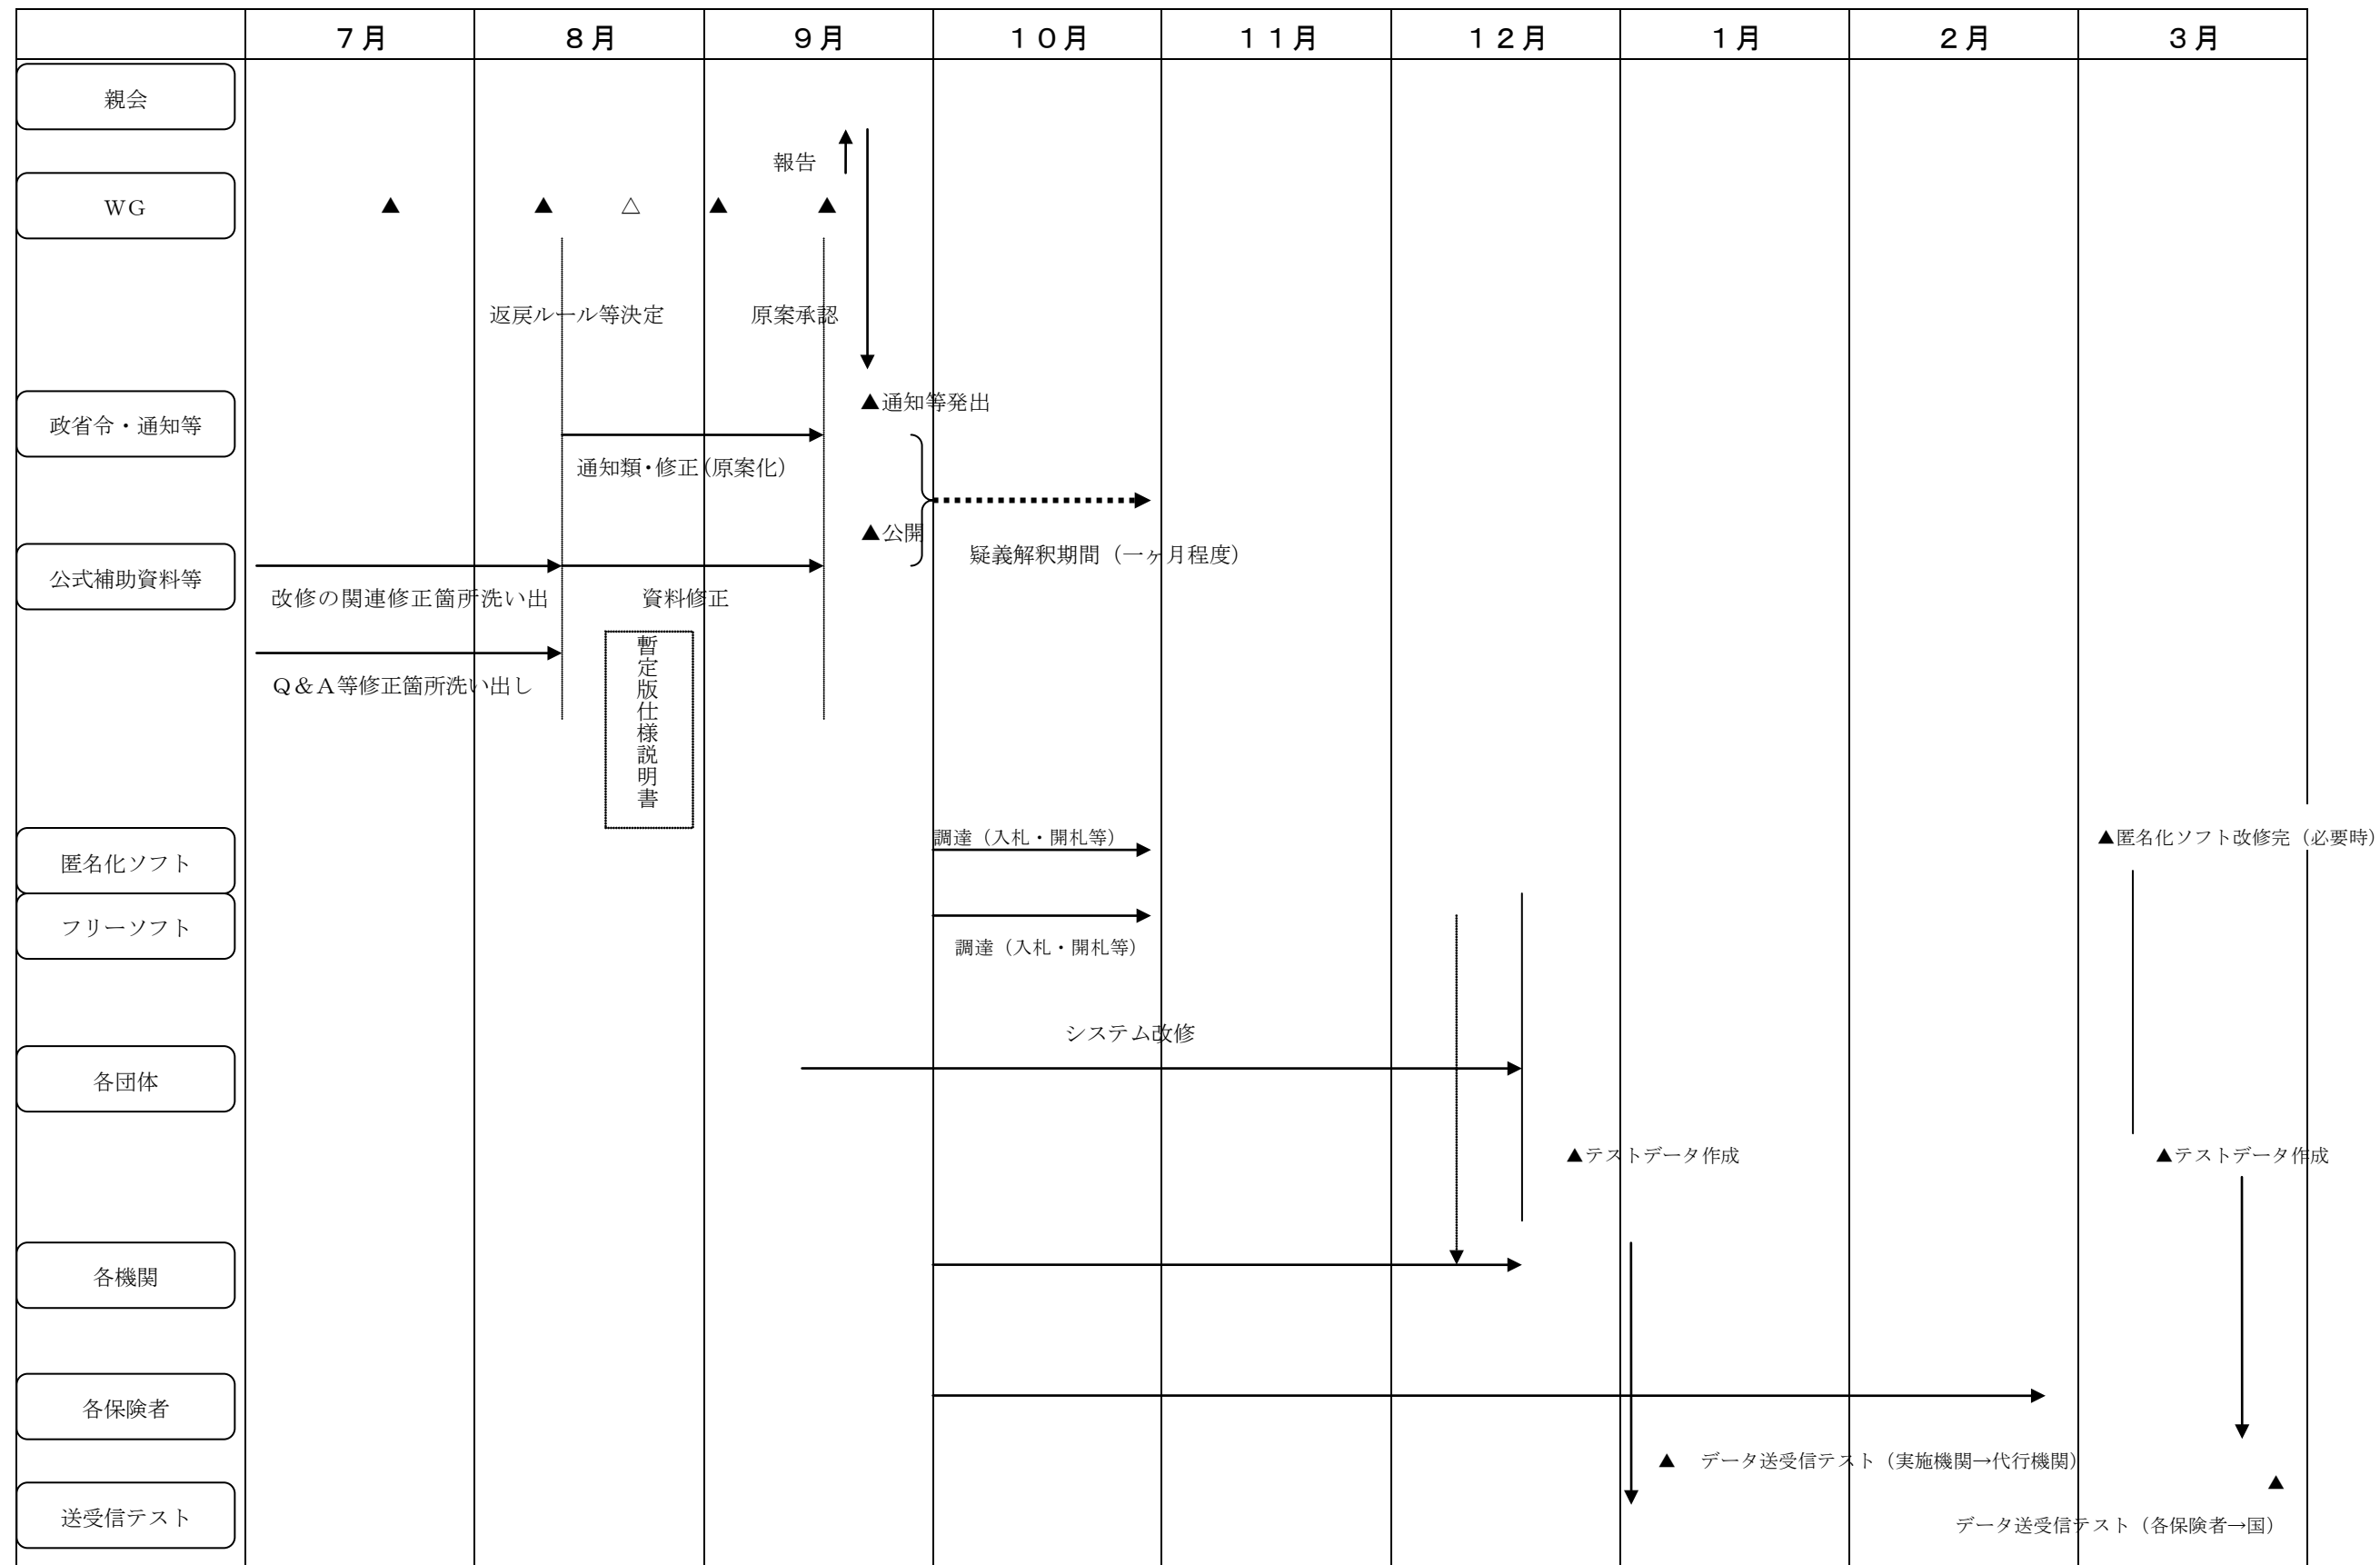 ７月 ８月 ９月 １０月 １１月 １２月 １月 ２月 ３月
親会
報告
ＷＧ
▲ ▲ △ ▲ ▲
返戻ルール等決定 原案承認
▲通知等発出
政省令・通知等
通知類・修正（原案化）
▲公開
疑義解釈期間（一ヶ月程度）
公式補助資料等
改修の関連修正箇所洗い出 資料修正
暫定版仕様説明書
Ｑ＆Ａ等修正箇所洗い出し
調達（入札・開札等） ▲匿名化ソフト改修完（必要時）
匿名化ソフト
フリーソフト
調達（入札・開札等）
システム改修
各団体
▲テストデータ作成 ▲テストデータ作成
各機関
各保険者
▲ データ送受信テスト（実施機関→代行機関）
▲
送受信テスト
データ送受信テスト（各保険者→国）